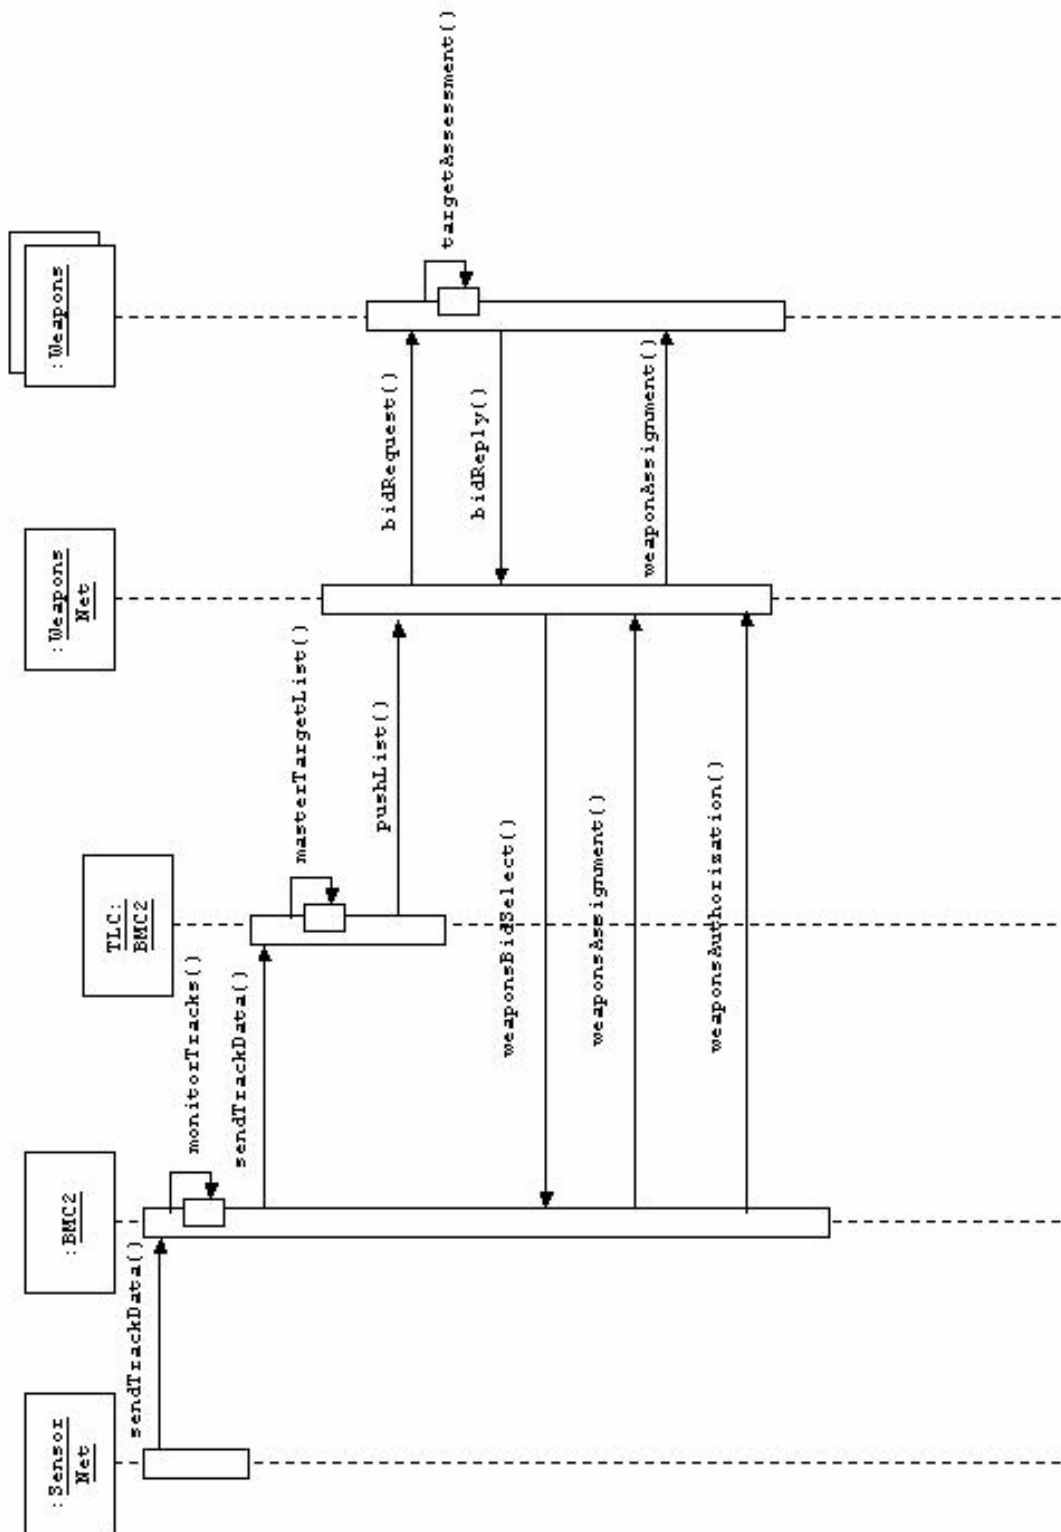 :Sensor
Net
:BMC2
TLC:
BMC2
:Weapons
Net
:Weapons
sendTrackData()
monitorTracks()
sendTrackData()
masterTargetList()
pushList()
bidRequest()
targetAssessment()
bidReply()
weaponsBidSelect()
weaponsAssignment()
weaponAssignment()
weaponsAuthorization()